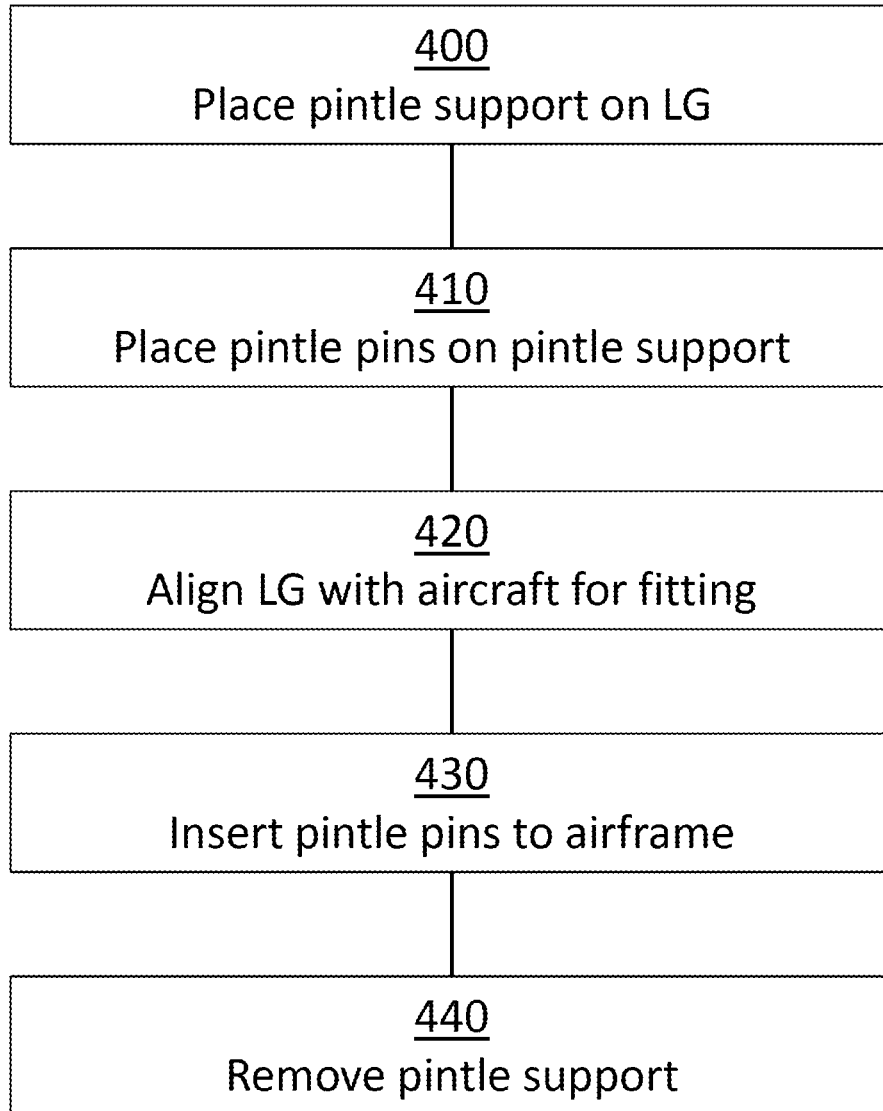 400
Place pintle support on LG
410
Place pintle pins on pintle support
420
Align LG with aircraft for fitting
430
Insert pintle pins to airframe
440
Remove pintle support